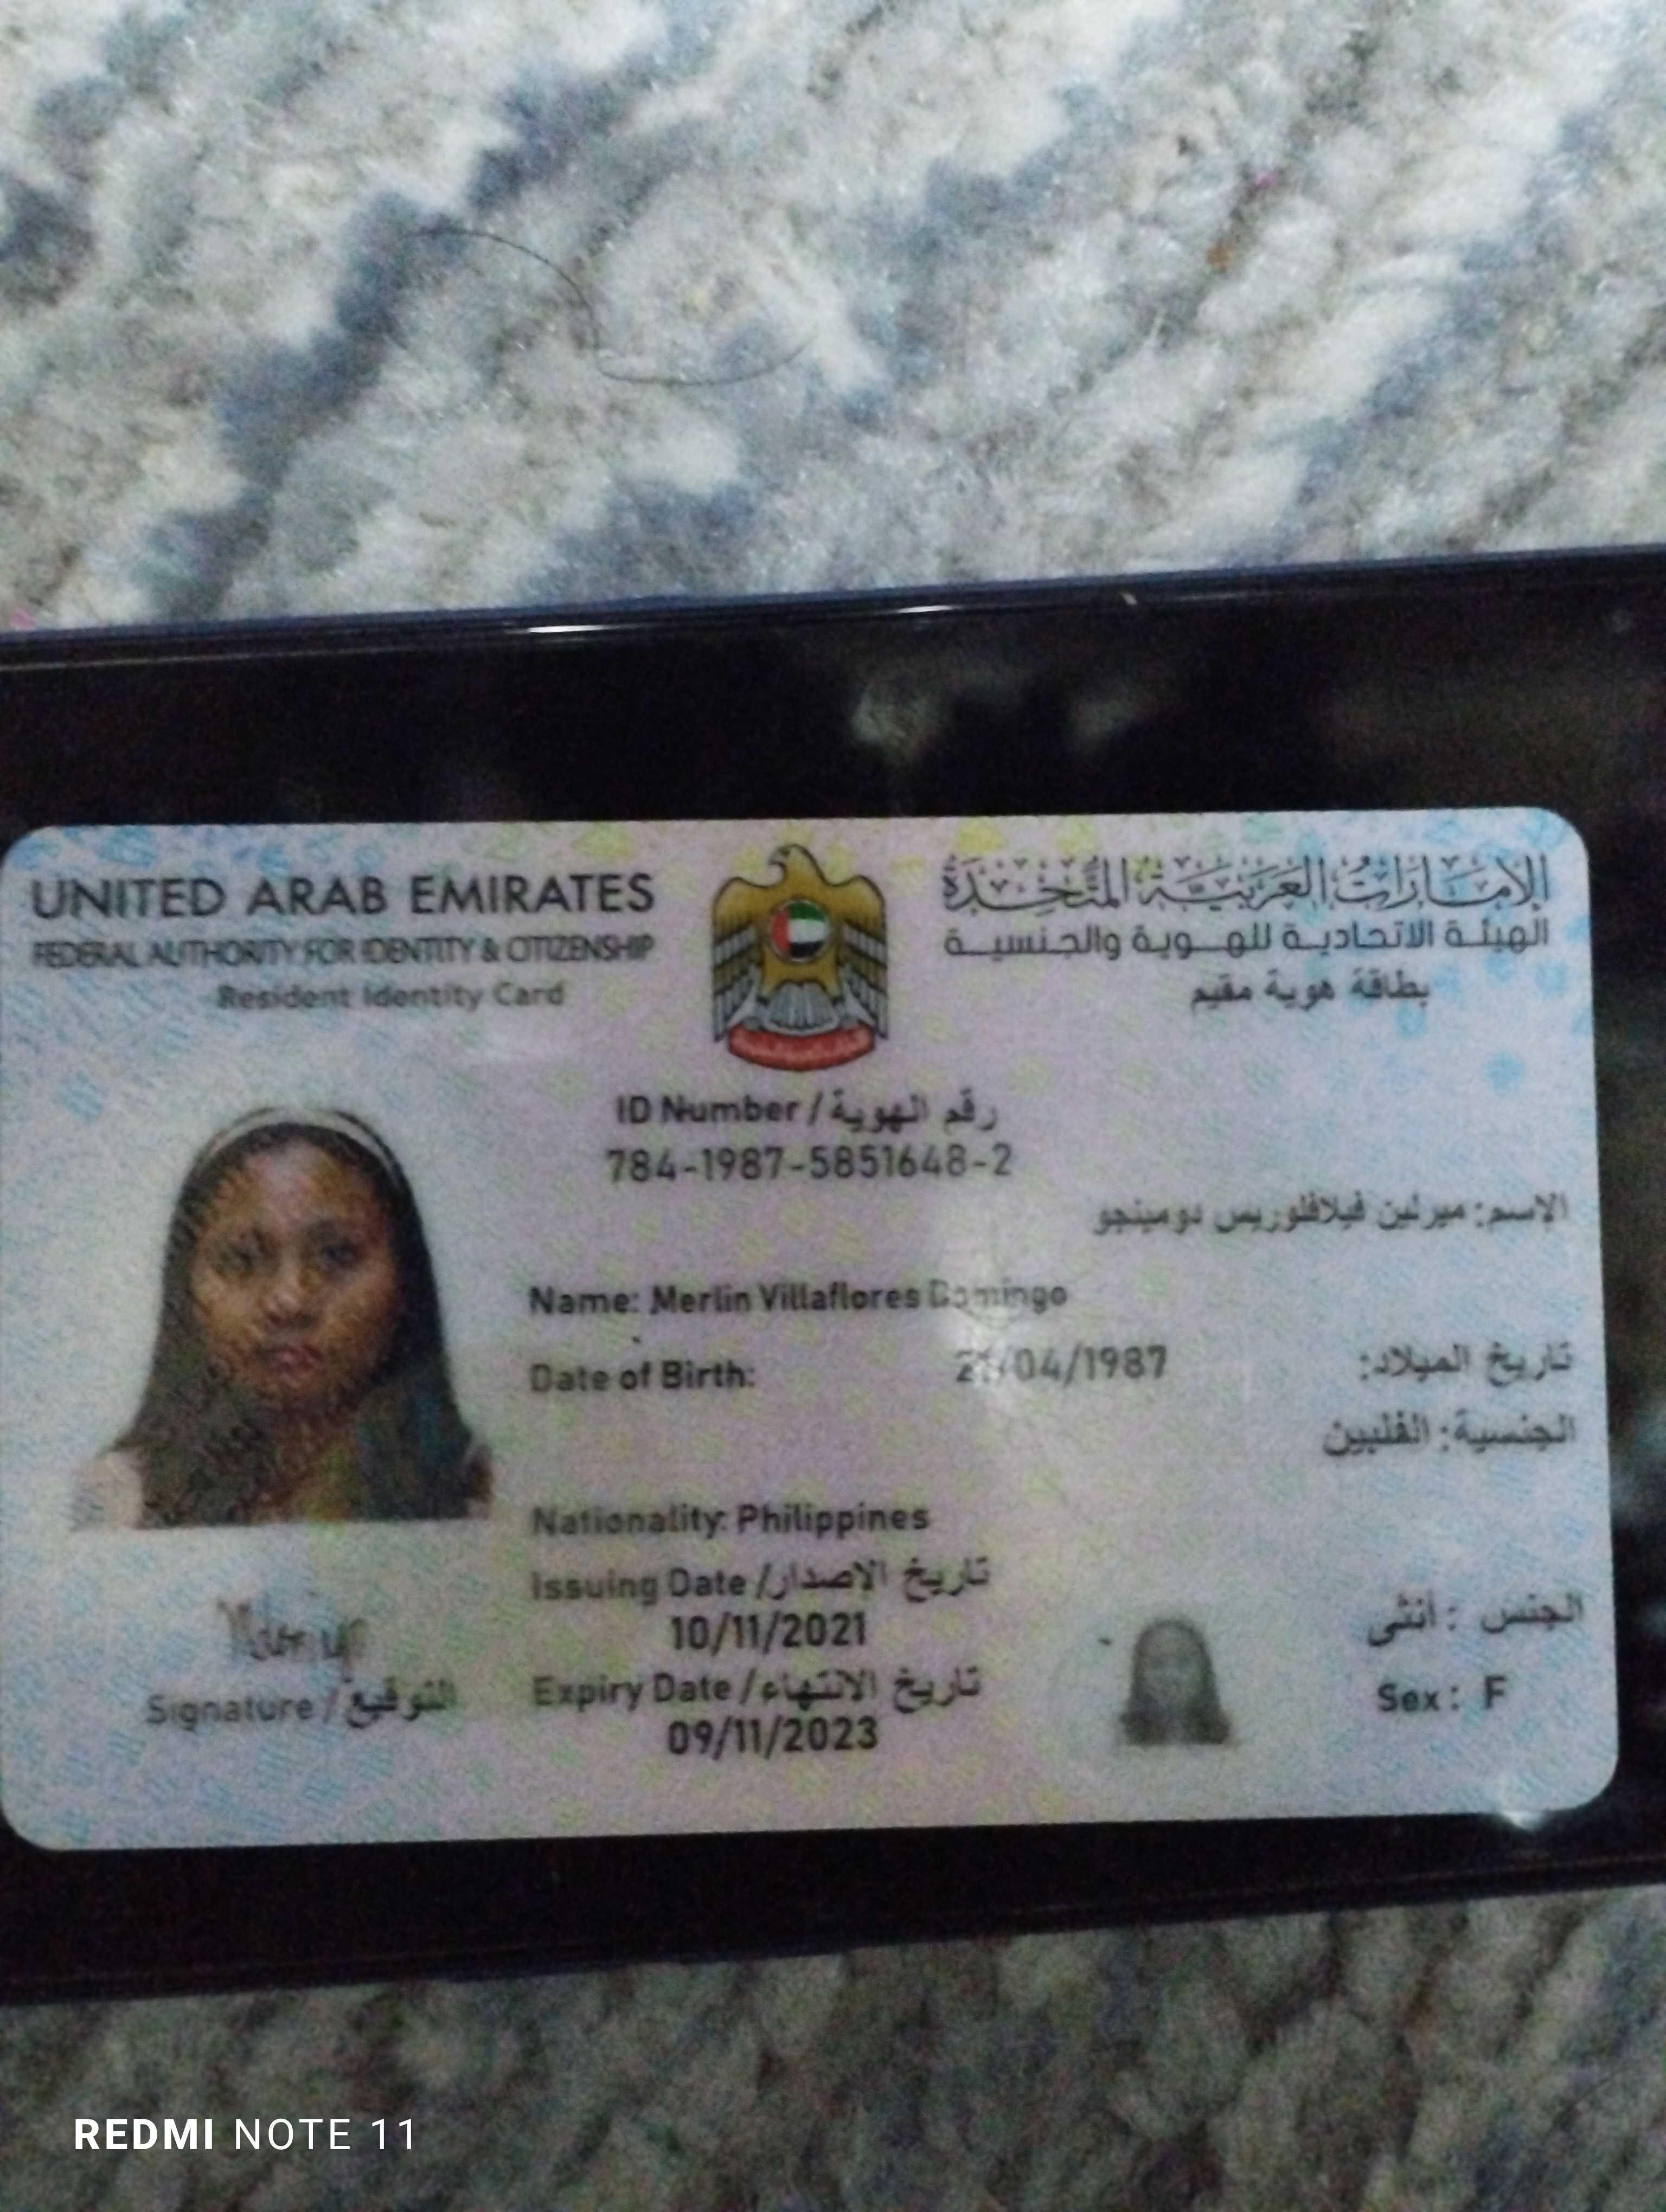 UNITED ARAB EMIRATES
FEDERAL AUTHORITY FOR IDENTITY & CITIZENSHIP
Resident Identity Card
الإمارات العربية المتحدة
الهيئة الاتحادية للهوية والجنسية
بطاقة هوية مقيم
ID Number / رقم الهوية
784-1987-5851648-2
الاسم: ميرلين فيلافلوريس دومينجو
Name: Merlin Villaflores Domingo
Date of Birth: /04/1987 تاريخ الميلاد:
الجنسية: الفلبين
Nationality: Philippines
Issuing Date / تاريخ الاصدار
10/11/2021
Expiry Date / تاريخ الانتهاء
09/11/2023
الجنس : أنثى
Sex : F
Signature / التوقيع
REDMI NOTE 11